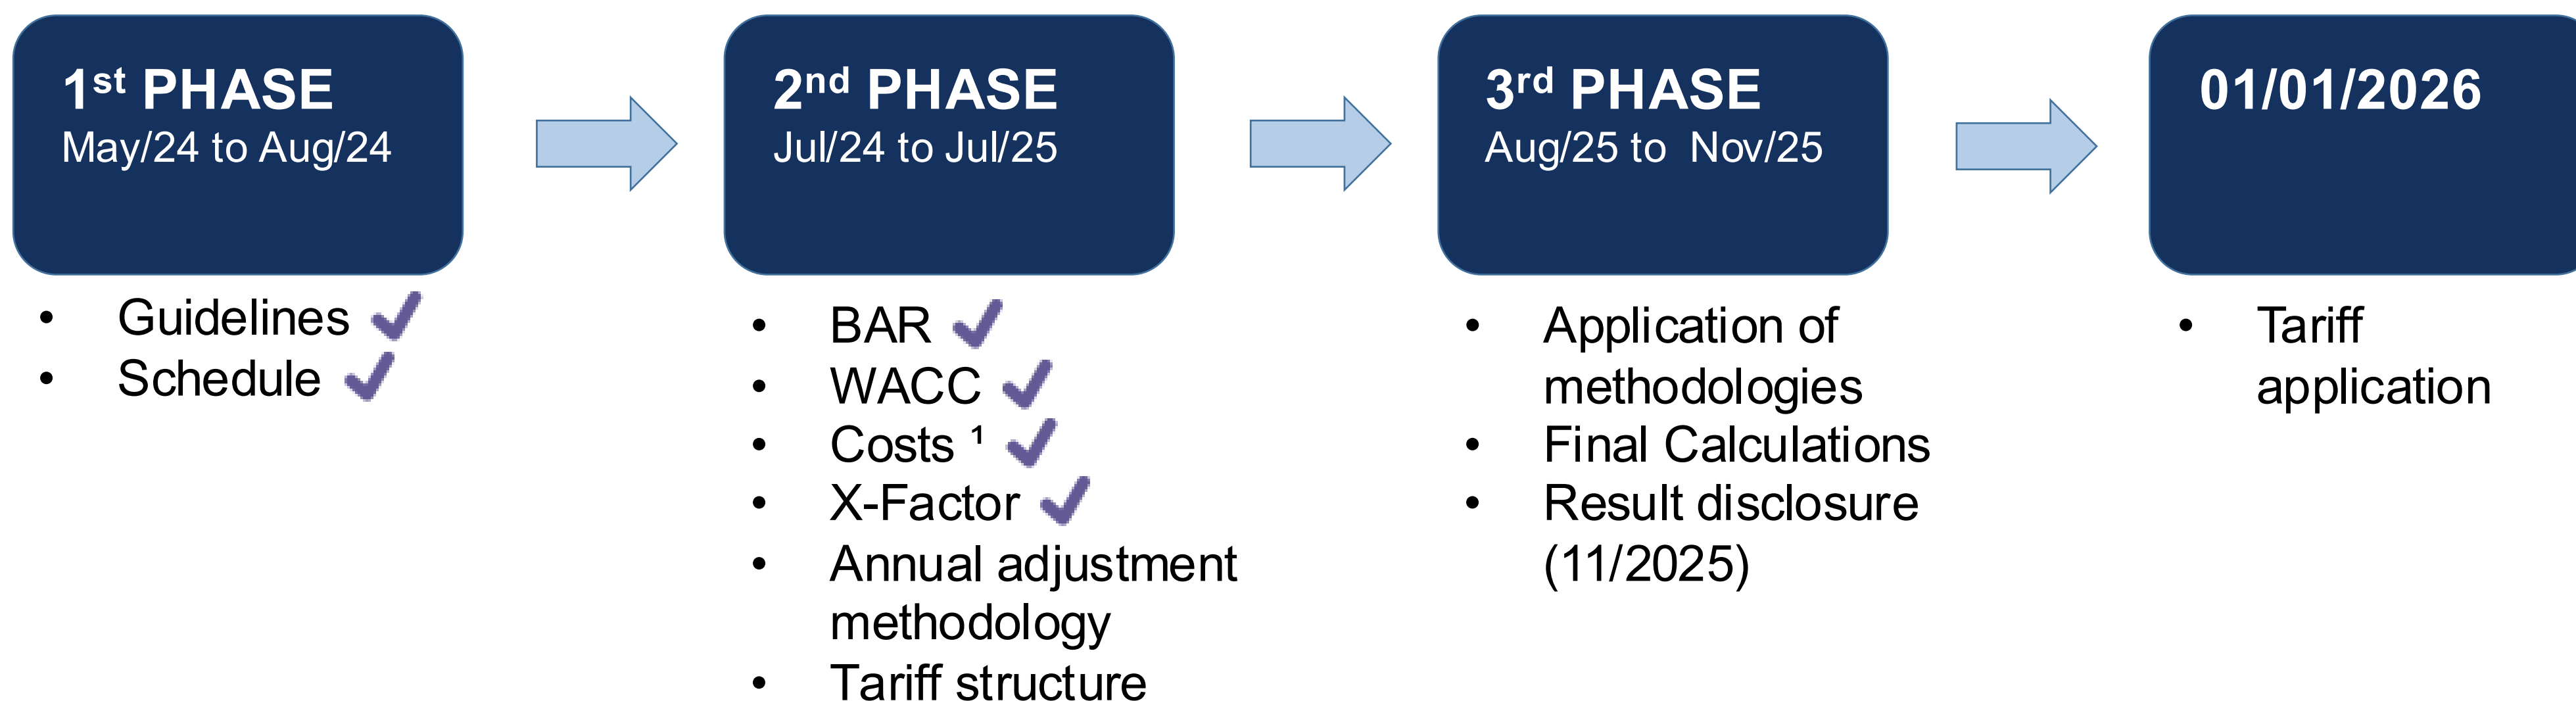 1st PHASE
May/24 to Aug/24
• Guidelines
• Schedule
2nd PHASE
Jul/24 to Jul/25
• BAR
• WACC
• Costs ¹
• X-Factor
• Annual adjustment
methodology
• Tariff structure
3rd PHASE
Aug/25 to Nov/25
• Application of
methodologies
• Final Calculations
• Result disclosure
(11/2025)
01/01/2026
• Tariff
application